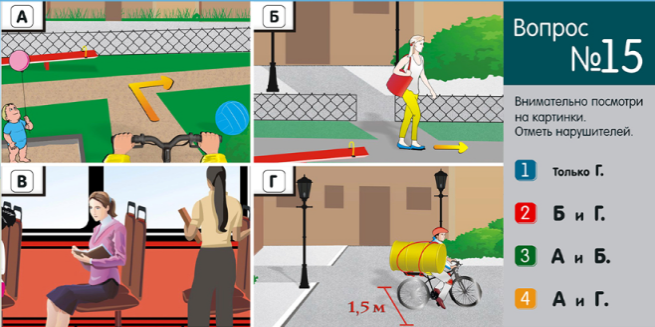 А
Б
В
Г
1,5 м
Вопрос
№15
Внимательно посмотри
на картинки.
Отметь нарушителей.
1 Только Г.
2 Б и Г.
3 А и Б.
4 А и Г.